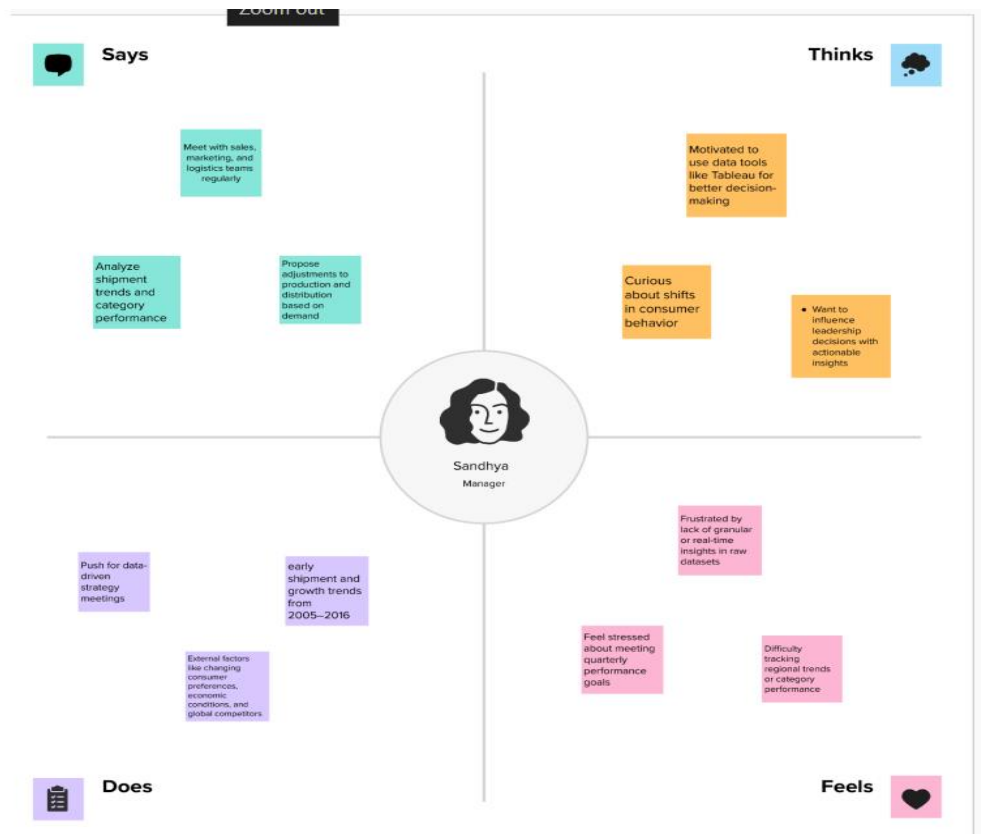 Zoom out
Says
Thinks
Meet with sales,
marketing, and
logistics teams
regularly
Analyze
shipment
trends and
category
performance
Propose
adjustments to
production and
distribution
based on
demand
Motivated to
use data tools
like Tableau for
better decision-
making
Curious
about shifts
in consumer
behavior
• Want to
influence
leadership
decisions with
actionable
insights
Sandhya
Manager
Push for data-
driven
strategy
meetings
early
shipment and
growth trends
from
2005–2016
External factors
like changing
consumer
preferences,
economic
conditions, and
global competitors
Frustrated by
lack of granular
or real-time
insights in raw
datasets
Feel stressed
about meeting
quarterly
performance
goals
Difficulty
tracking
regional trends
or category
performance
Does
Feels